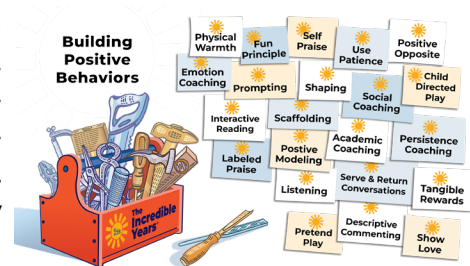 Building
Positive
Behaviors
The
Incredible
Years
Physical
Warmth
Fun
Principle
Self
Praise
Use
Patience
Positive
Opposite
Emotion
Coaching
Prompting
Shaping
Social
Coaching
Child
Directed
Play
Interactive
Reading
Scaffolding
Academic
Coaching
Persistence
Coaching
Labeled
Praise
Postive
Modeling
Listening
Serve & Return
Conversations
Tangible
Rewards
Pretend
Play
Descriptive
Commenting
Show
Love